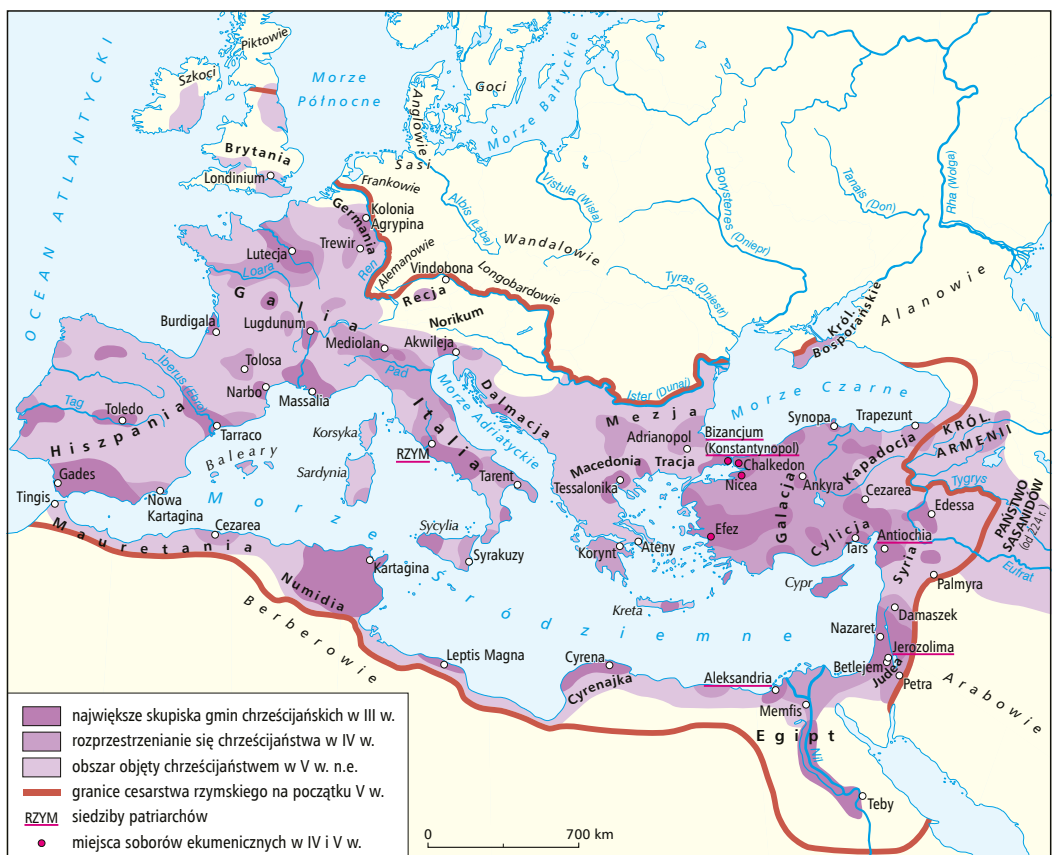 OCEAN ATLANTYCKI
Piktowie
Szkoci
Morze
Północne
Goci
Anglowie
Morze Bałtyckie
Brytania
Londinium
Sasi
Frankowie
Germania
Kolonia
Agrypina
Trewir
Lutecja
Loara
Ren
Alemanowie
Albis (Łaba)
Vistula (Wisła)
Wandalowie
Borystenes (Dniepr)
Tanais (Don)
Rha (Wołga)
Tyras (Dniestr)
Vindobona
Longobardowie
Recja
Norikum
Galia
Burdigala
Lugdunum
Mediolan
Akwileja
Pad
Tolosa
Narbo
Massalia
Iberus (Ebro)
Tag
Toledo
Hiszpania
Tarraco
Baleary
Gades
Tingis
Nowa
Kartagina
Korsyka
Sardynia
Italia
RZYM
Tarent
Morze Adriatyckie
Dalmacja
Ister (Dunaj)
Mezja
Adrianopol
Macedonia
Tracja
Tessalonika
Bizancjum
(Konstantynopol)
Chalkedon
Nicea
Morze Czarne
Król.
Bosporańskie
Alanowie
Synopa
Trapezunt
KRÓL.
ARMENII
Kapadocja
Galacja
Ankyra
Cezarea
Tygrys
Edessa
PAŃSTWO
SASANIDÓW
(od 224 r.)
Eufrat
Efez
Cylicja
Tars
Antiochia
Syria
Palmyra
Cypr
Korynt
Ateny
Kreta
Sycylia
Syrakuzy
Morze Śródziemne
Mauretania
Cezarea
Kartagina
Numidia
Berberowie
Leptis Magna
Cyrena
Cyrenajka
Aleksandria
Memfis
Egipt
Nil
Teby
Damaszek
Nazaret
Jerozolima
Betlejem
Judea
Petra
Arabowie
największe skupiska gmin chrześcijańskich w III w.
rozprzestrzenianie się chrześcijaństwa w IV w.
obszar objęty chrześcijaństwem w V w. n.e.
granice cesarstwa rzymskiego na początku V w.
RZYM siedziby patriarchów
miejsca soborów ekumenicznych w IV i V w.
0 700 km